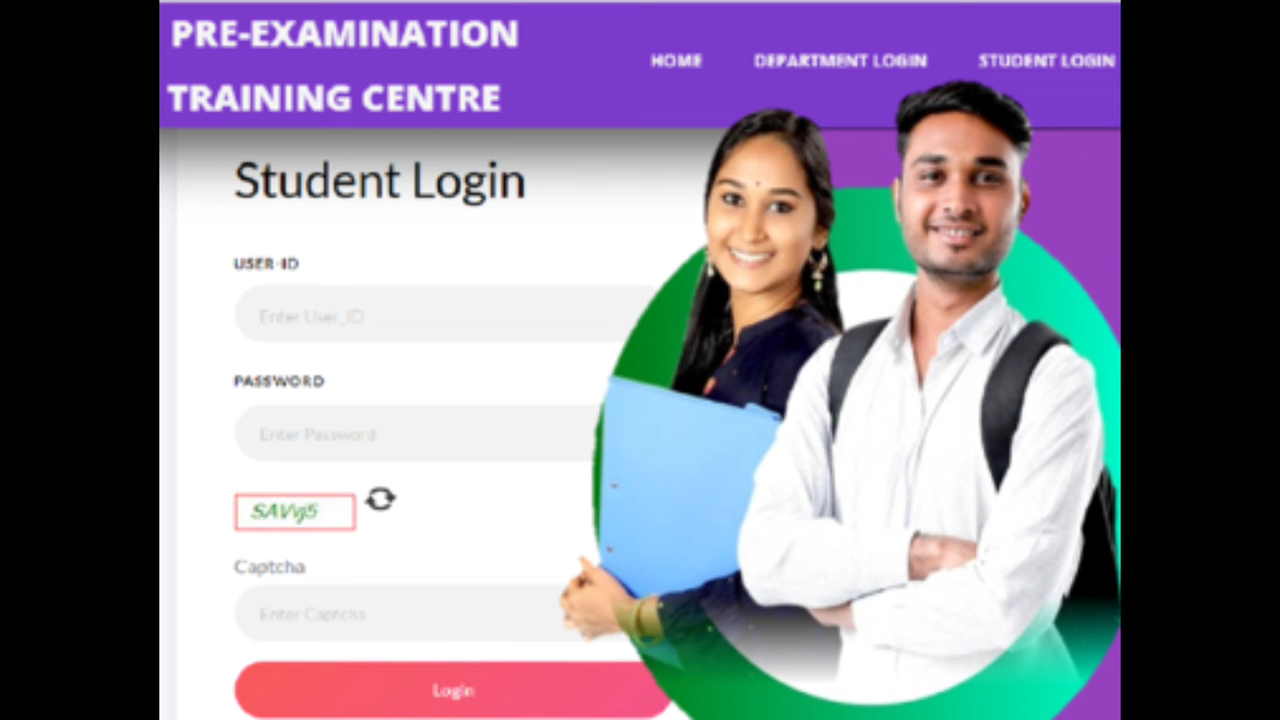 PRE-EXAMINATION
TRAINING CENTRE
HOME DEPARTMENT LOGIN STUDENT LOGIN
Student Login
USER-ID
Enter User_ID
PASSWORD
Enter Password
SAVg5
Captcha
Enter Captcha
Login